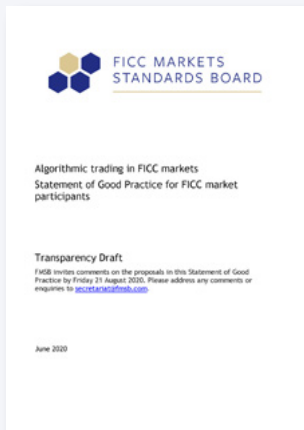 FICC MARKETS
STANDARDS BOARD
Algorithmic trading in FICC markets
Statement of Good Practice for FICC market
participants
Transparency Draft
FMSB invites comments on the proposals in this Statement of Good
Practice by Friday 21 August 2020. Please address any comments or
enquiries to secretariat@fmsb.com.
June 2020